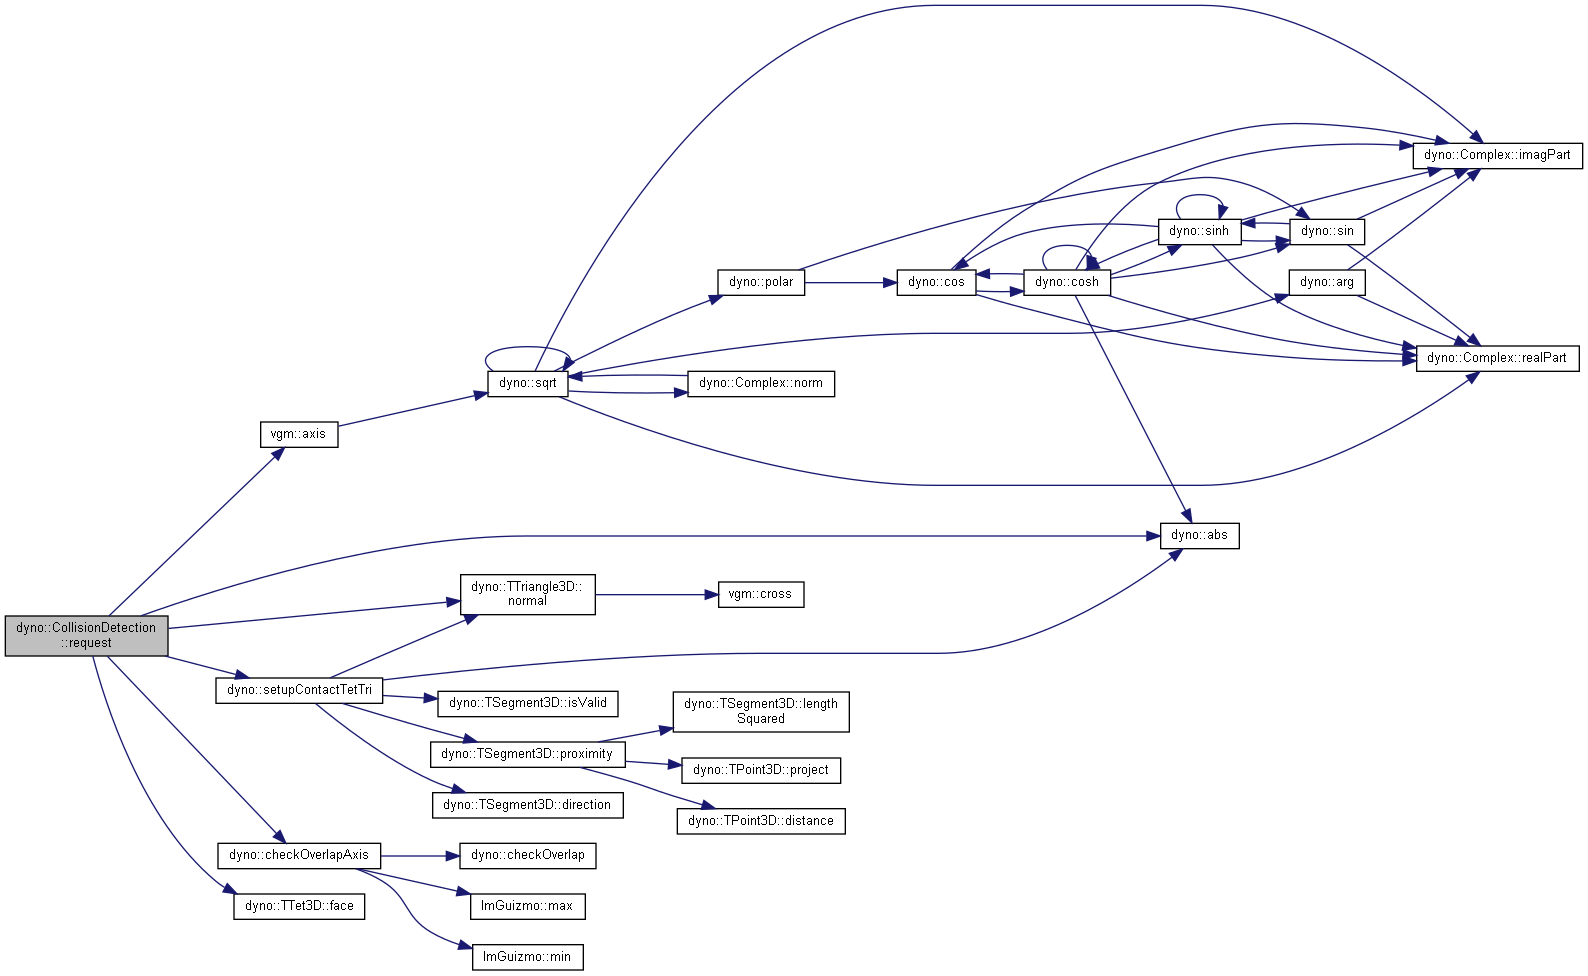 dyno::Complex::imagPart
dyno::sinh
dyno::sin
dyno::polar
dyno::cos
dyno::cosh
dyno::arg
dyno::Complex::realPart
dyno::sqrt
dyno::Complex::norm
vgm::axis
dyno::abs
dyno::TTriangle3D::
normal
vgm::cross
dyno::CollisionDetection
::request
dyno::setupContactTetTri
dyno::TSegment3D::isValid
dyno::TSegment3D::length
Squared
dyno::TSegment3D::proximity
dyno::TPoint3D::project
dyno::TSegment3D::direction
dyno::TPoint3D::distance
dyno::checkOverlapAxis
dyno::checkOverlap
dyno::TTet3D::face
ImGuizmo::max
ImGuizmo::min